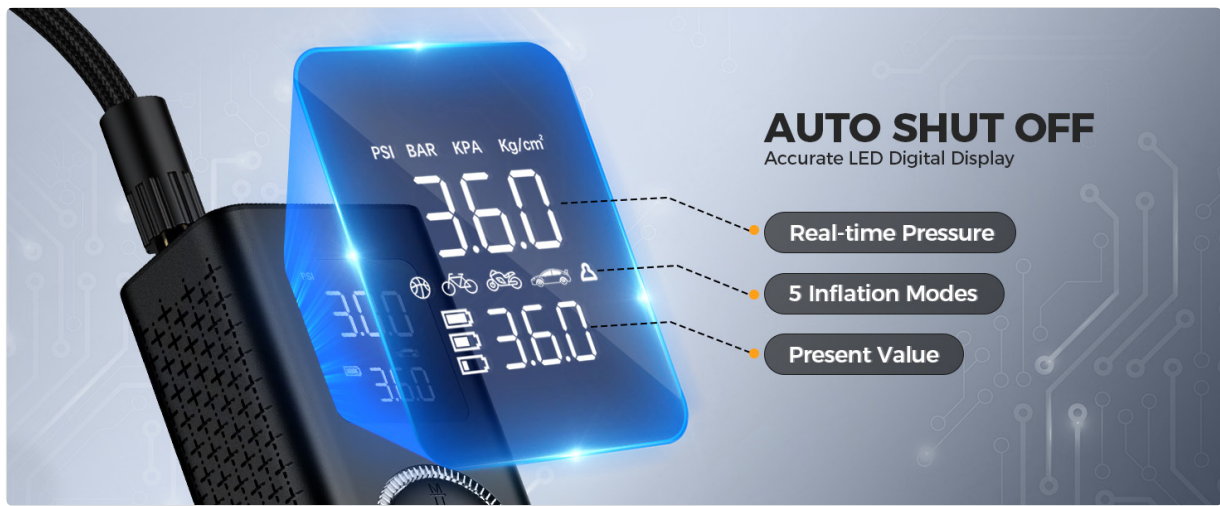 AUTO SHUT OFF
Accurate LED Digital Display
PSI BAR KPA Kg/cm²
3.6.0
Real-time Pressure
5 Inflation Modes
3.6.0
Present Value
PSI
3.0.0
3.6.0
M